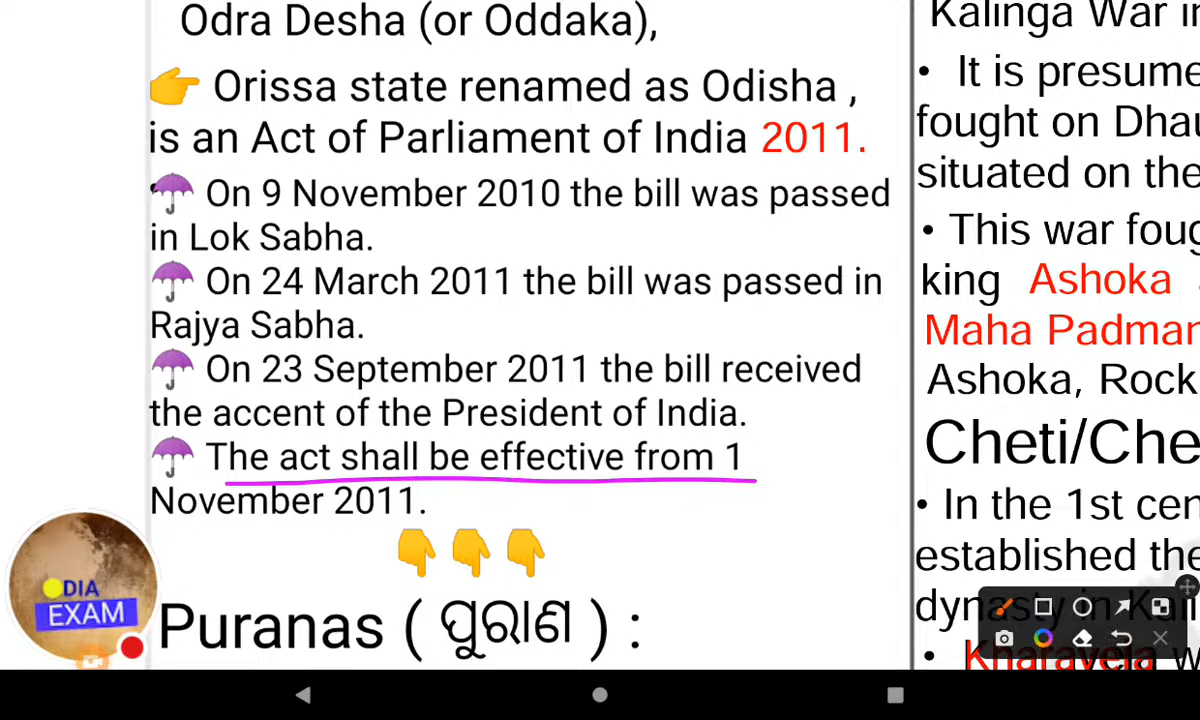 Odra Desha (or Oddaka),
👉 Orissa state renamed as Odisha ,
is an Act of Parliament of India 2011.
☂ On 9 November 2010 the bill was passed
in Lok Sabha.
☂ On 24 March 2011 the bill was passed in
Rajya Sabha.
☂ On 23 September 2011 the bill received
the accent of the President of India.
☂ The act shall be effective from 1
November 2011.
👇👇👇
Puranas ( ପୁରାଣ ) :
Kalinga War
• It is
fought on
situated on the
• This war
king Ashoka
Maha
Ashoka, Rock
• In the 1st
established the
dynasty in
• Kharavela
ODIA
EXAM